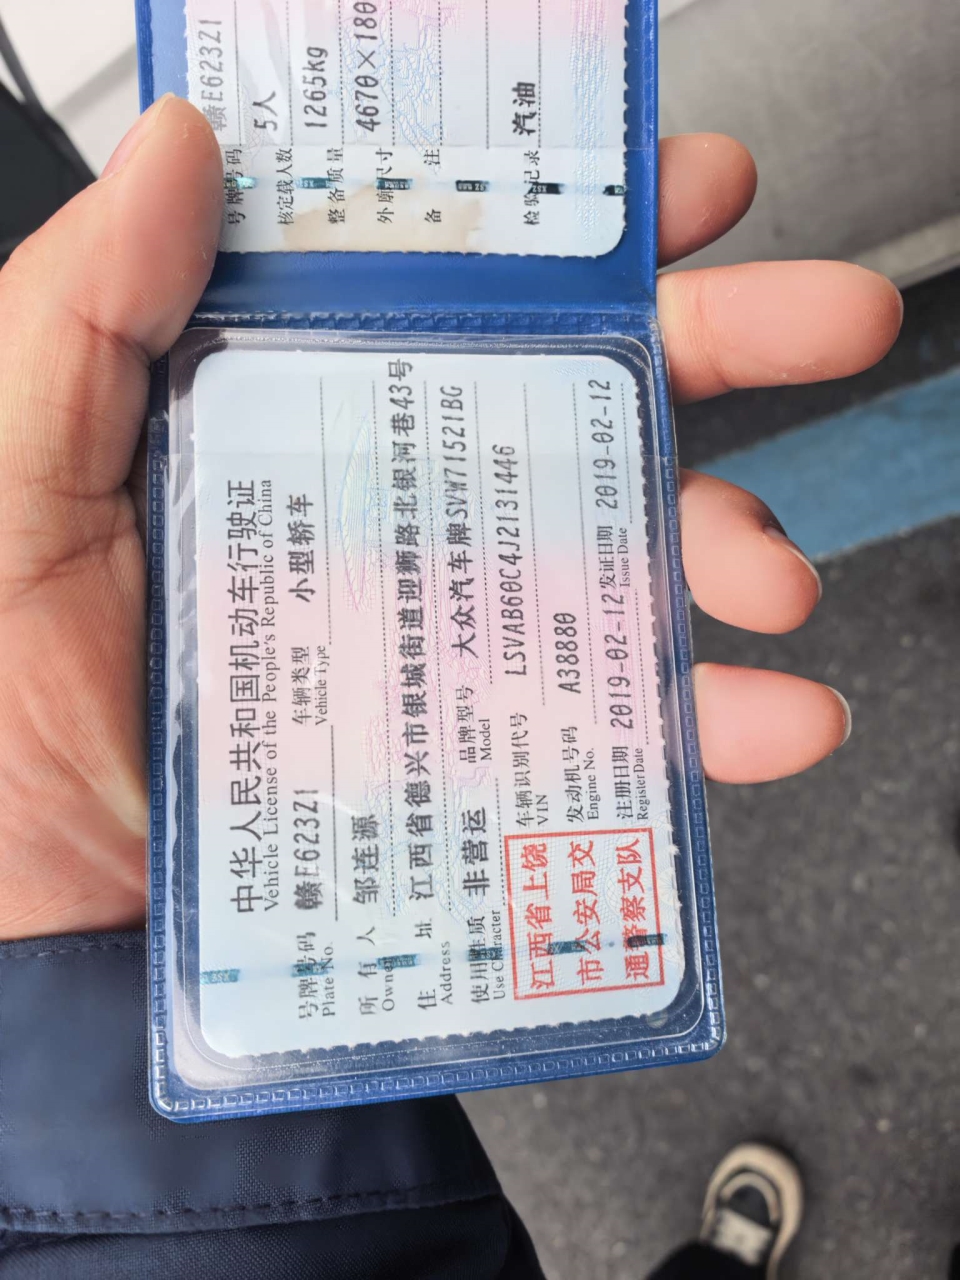 中华人民共和国机动车行驶证
Vehicle License of the People's Republic of China
号牌号码 赣E623Z1 车辆类型 小型轿车
Plate No. Vehicle Type
所有人 邹连源
Owner
住址 江西省德兴市银城街道迎狮路北银河巷43号
Address
使用性质 非营运 品牌型号 大众汽车牌SVW71521BG
Use Character Model
江西省上饶市公安局交通警察支队
车辆识别代号 LSVAB60C4J2131446
VIN
发动机号码 A38880
Engine No.
注册日期 2019-02-12 发证日期 2019-02-12
Register Date Issue Date
号牌号码 赣E623Z1
核定载人数 5人
整备质量 1265kg
外廓尺寸 4670×180
备注
检验记录 汽油